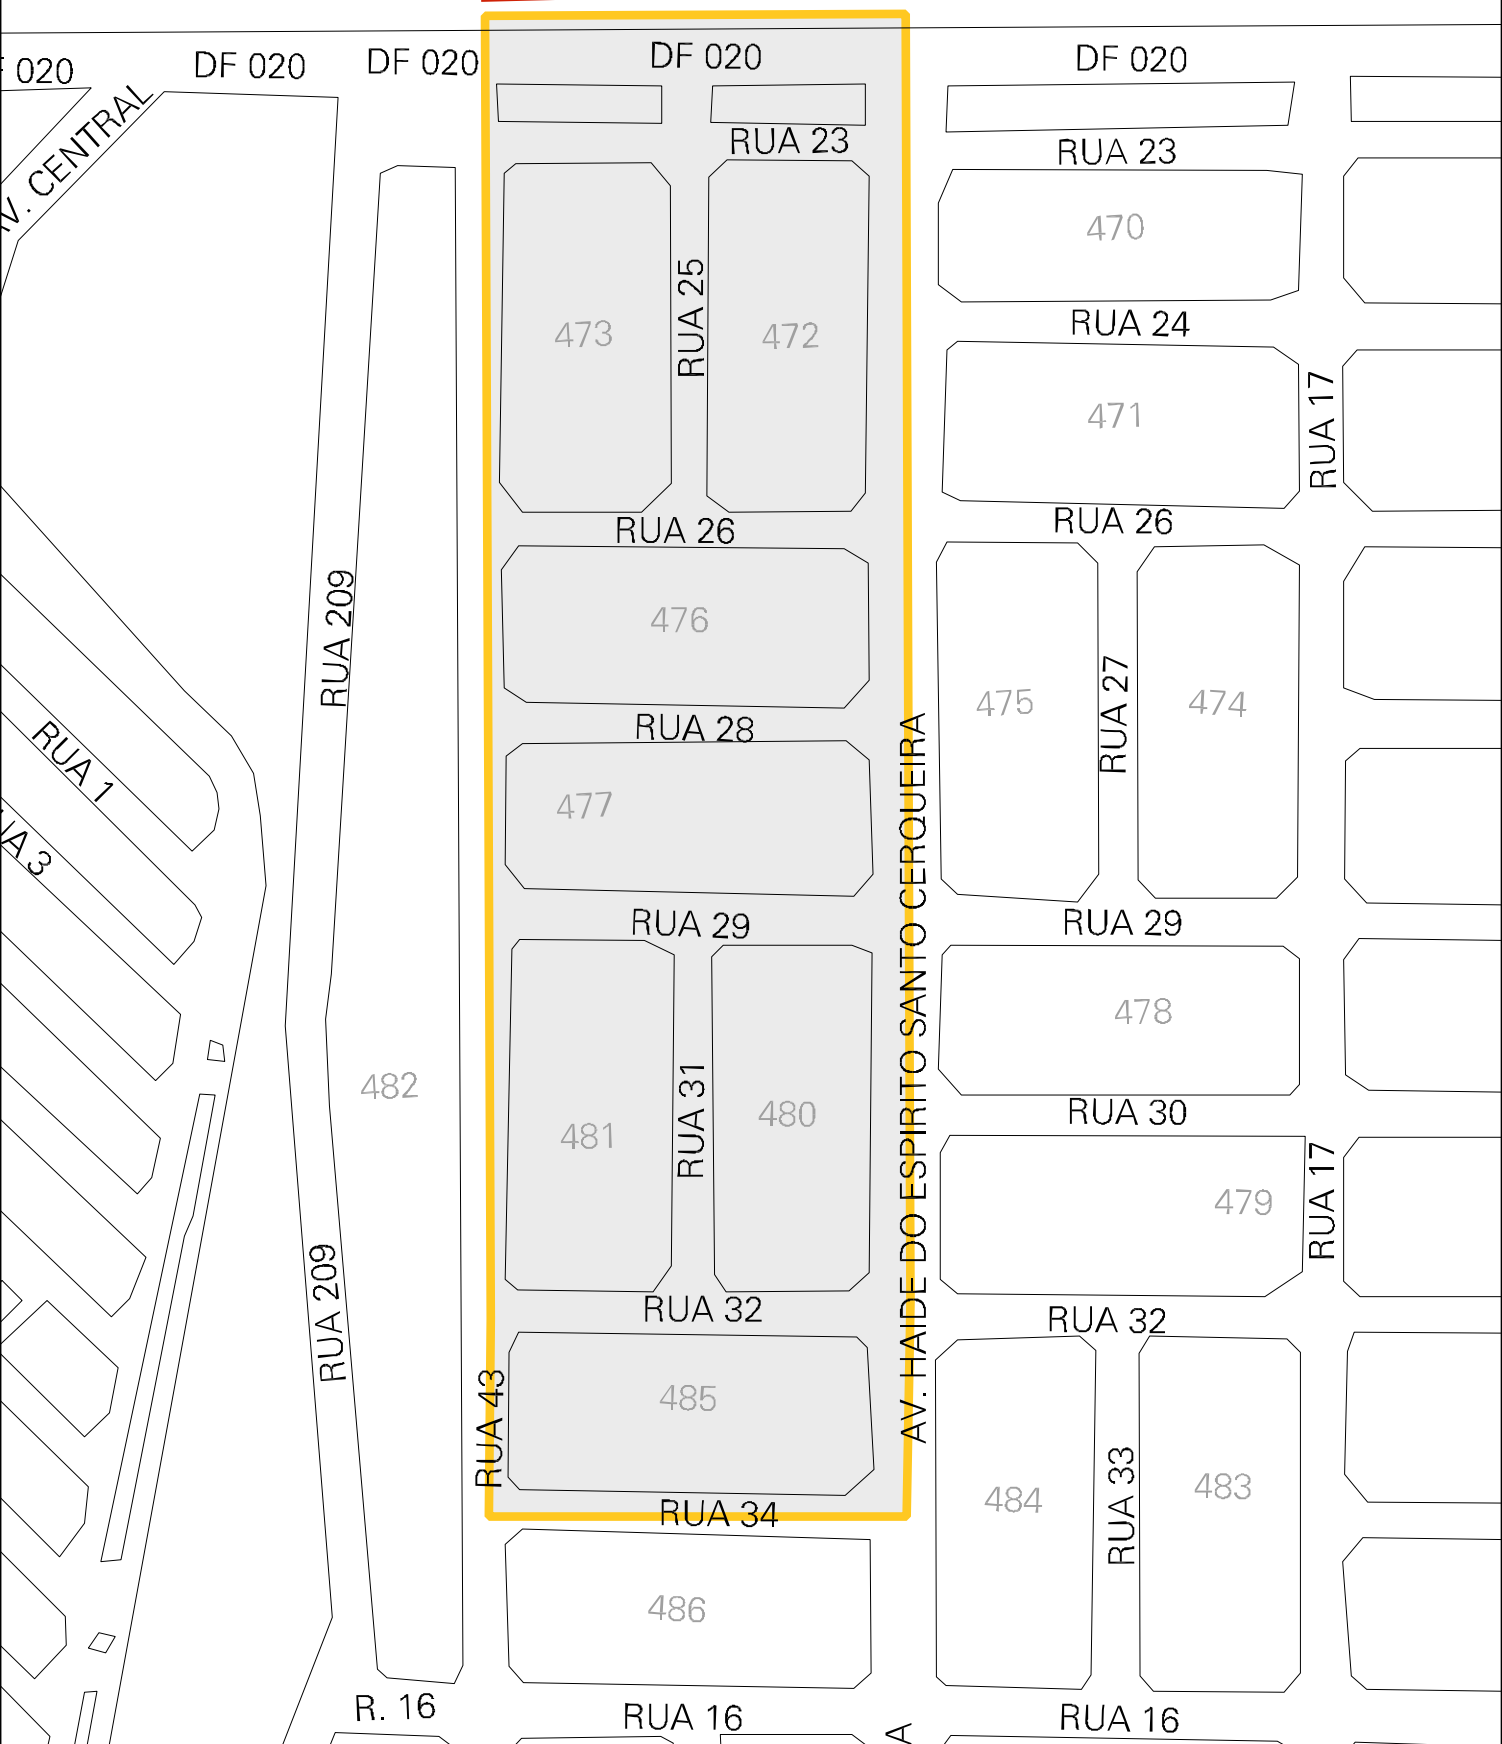 020
DF 020
DF 020
DF 020
DF 020
AV. CENTRAL
RUA 23
RUA 23
470
RUA 25
473
472
RUA 24
471
RUA 17
RUA 26
RUA 26
RUA 209
476
475
RUA 27
474
RUA 28
RUA 1
477
RUA 3
AV. HAIDE DO ESPIRITO SANTO CERQUEIRA
RUA 29
RUA 29
478
482
481
RUA 31
480
RUA 30
479
RUA 17
RUA 209
RUA 32
RUA 32
RUA 43
485
484
RUA 33
483
RUA 34
486
R. 16
RUA 16
RUA 16
A